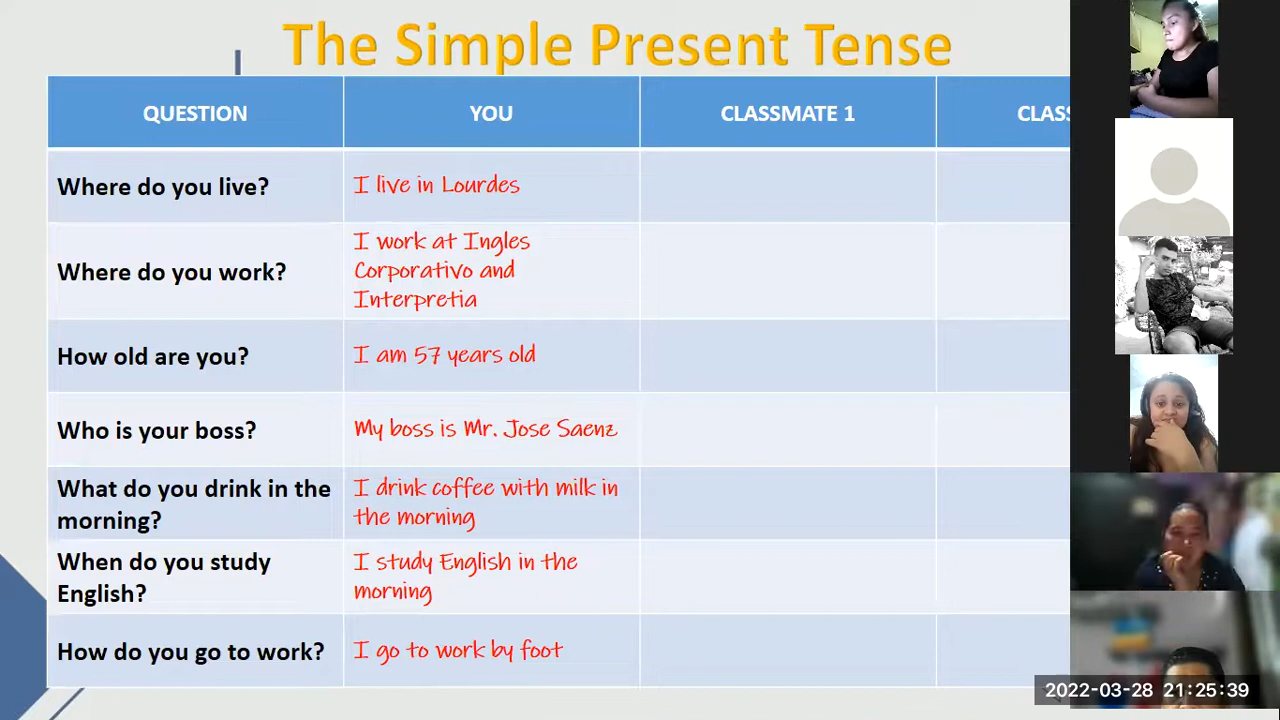 The Simple Present Tense
QUESTION YOU CLASSMATE 1 CLASS
Where do you live? I live in Lourdes
Where do you work? I work at Ingles
Corporativo and
Interpretia
How old are you? I am 57 years old
Who is your boss? My boss is Mr. Jose Saenz
What do you drink in the
morning?
I drink coffee with milk in
the morning
When do you study
English?
I study English in the
morning
How do you go to work? I go to work by foot
2022-03-28 21:25:39